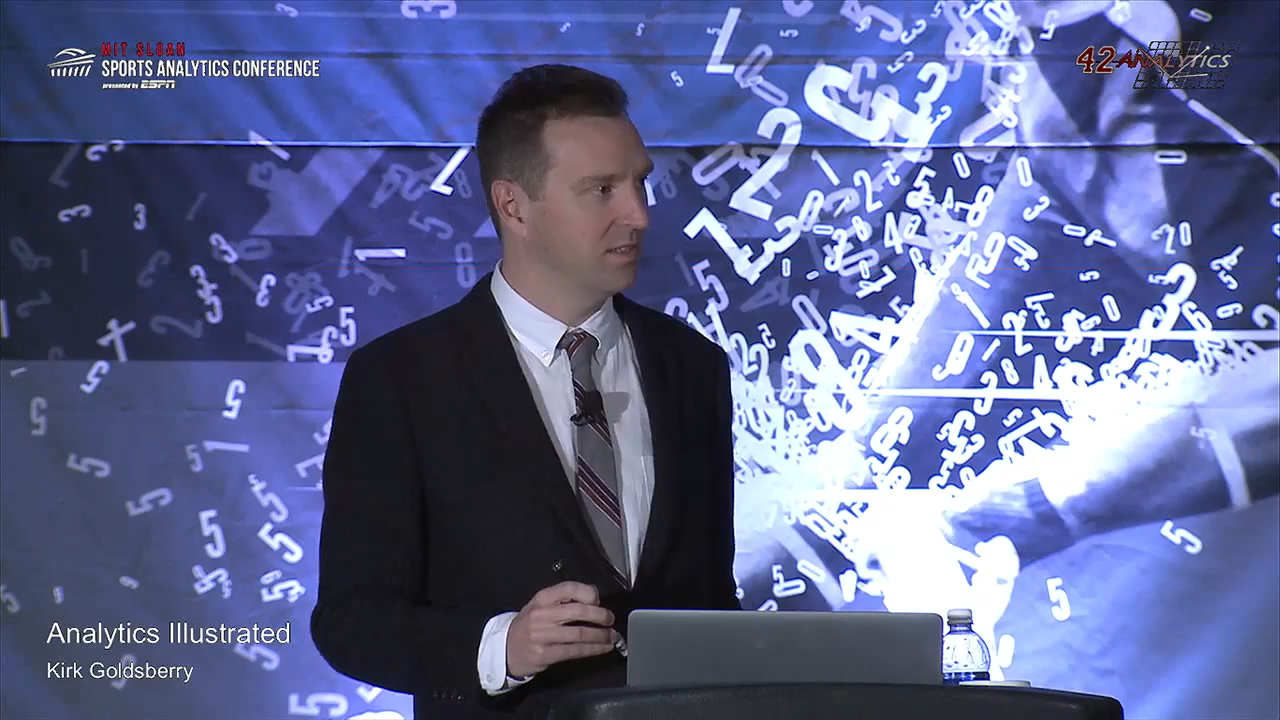 MIT SLOAN
SPORTS ANALYTICS CONFERENCE
presented by ESPN
42 ANALYTICS
Analytics Illustrated
Kirk Goldsberry